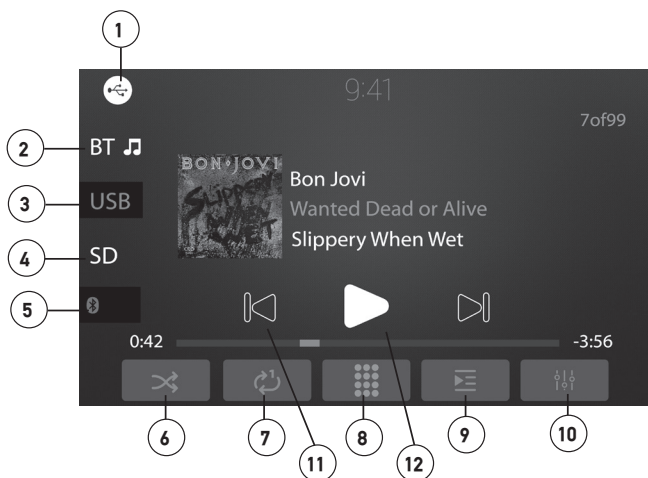 1
9:41
7of99
2
BT
BON JOVI
SLIPPERY
WHEN
WET
Bon Jovi
3
USB
Wanted Dead or Alive
4
SD
Slippery When Wet
5
0:42
-3:56
1
6
7
8
9
10
11
12